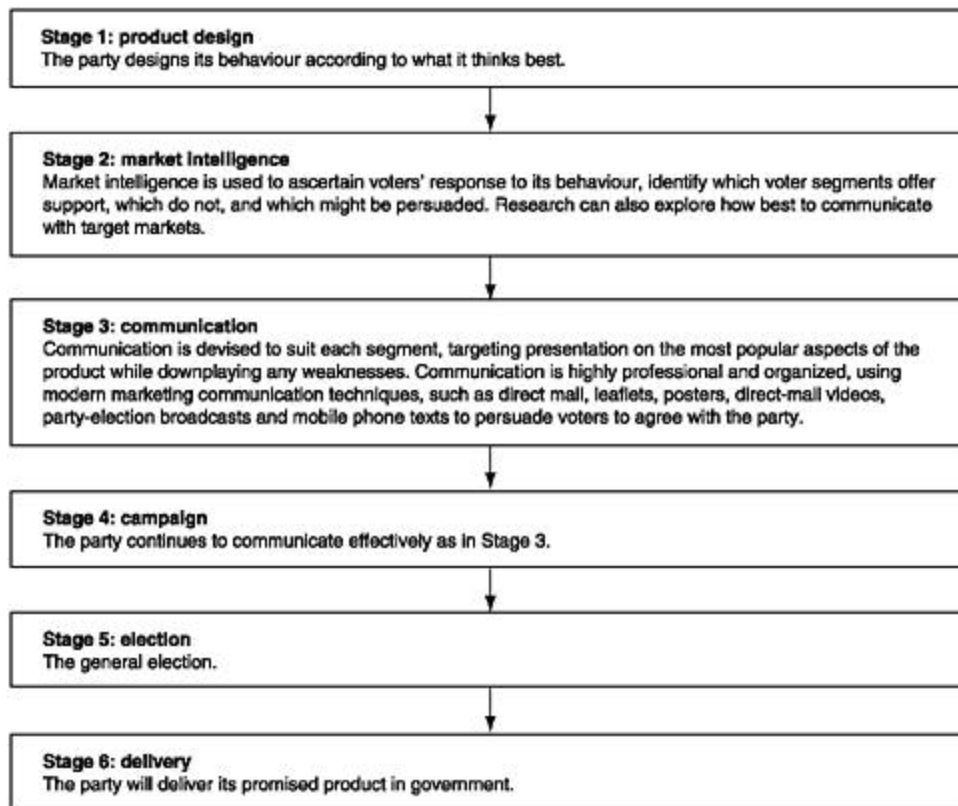 Stage 1: product design
The party designs its behaviour according to what it thinks best.
Stage 2: market intelligence
Market intelligence is used to ascertain voters' response to its behaviour, identify which voter segments offer
support, which do not, and which might be persuaded. Research can also explore how best to communicate
with target markets.
Stage 3: communication
Communication is devised to suit each segment, targeting presentation on the most popular aspects of the
product while downplaying any weaknesses. Communication is highly professional and organized, using
modern marketing communication techniques, such as direct mail, leaflets, posters, direct-mail videos,
party-election broadcasts and mobile phone texts to persuade voters to agree with the party.
Stage 4: campaign
The party continues to communicate effectively as in Stage 3.
Stage 5: election
The general election.
Stage 6: delivery
The party will deliver its promised product in government.